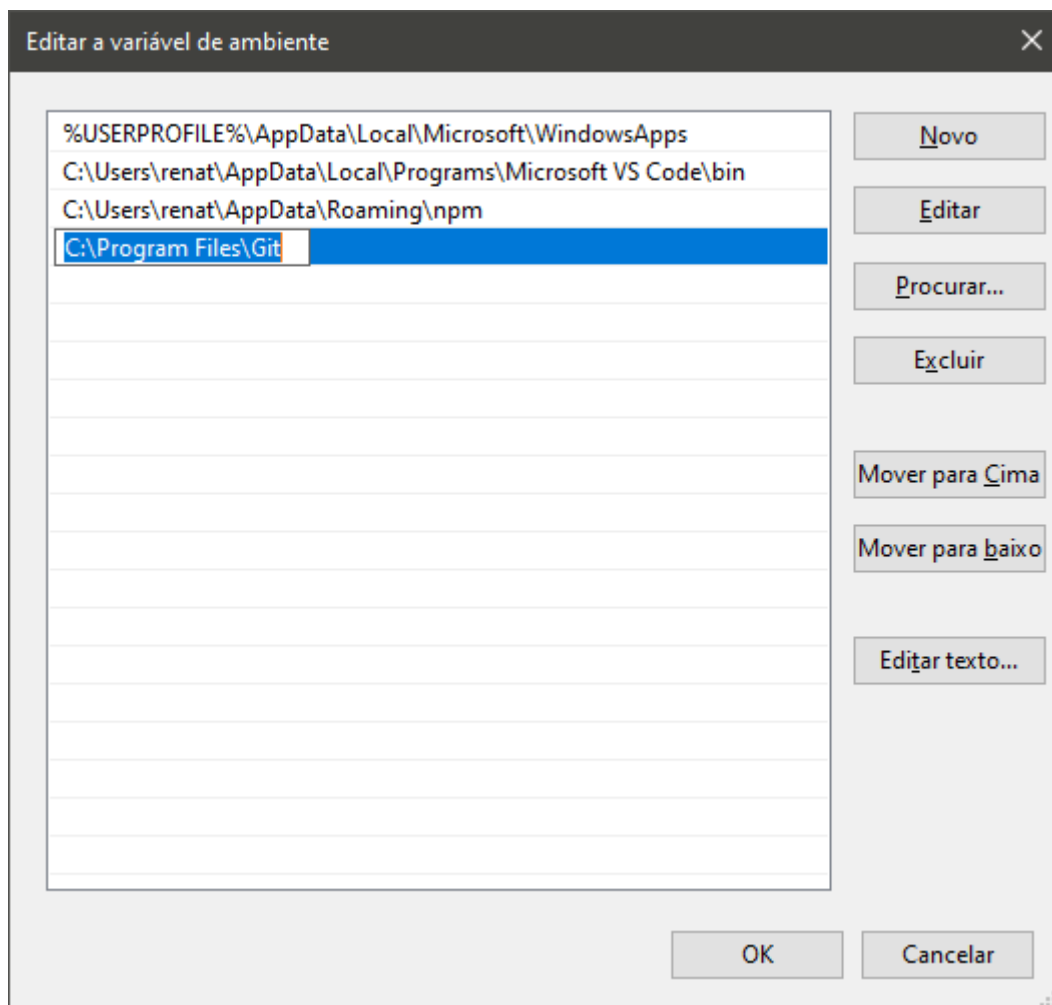 Editar a variável de ambiente
%USERPROFILE%\AppData\Local\Microsoft\WindowsApps
C:\Users\renat\AppData\Local\Programs\Microsoft VS Code\bin
C:\Users\renat\AppData\Roaming\npm
C:\Program Files\Git
Novo
Editar
Procurar...
Excluir
Mover para Cima
Mover para baixo
Editar texto...
OK
Cancelar